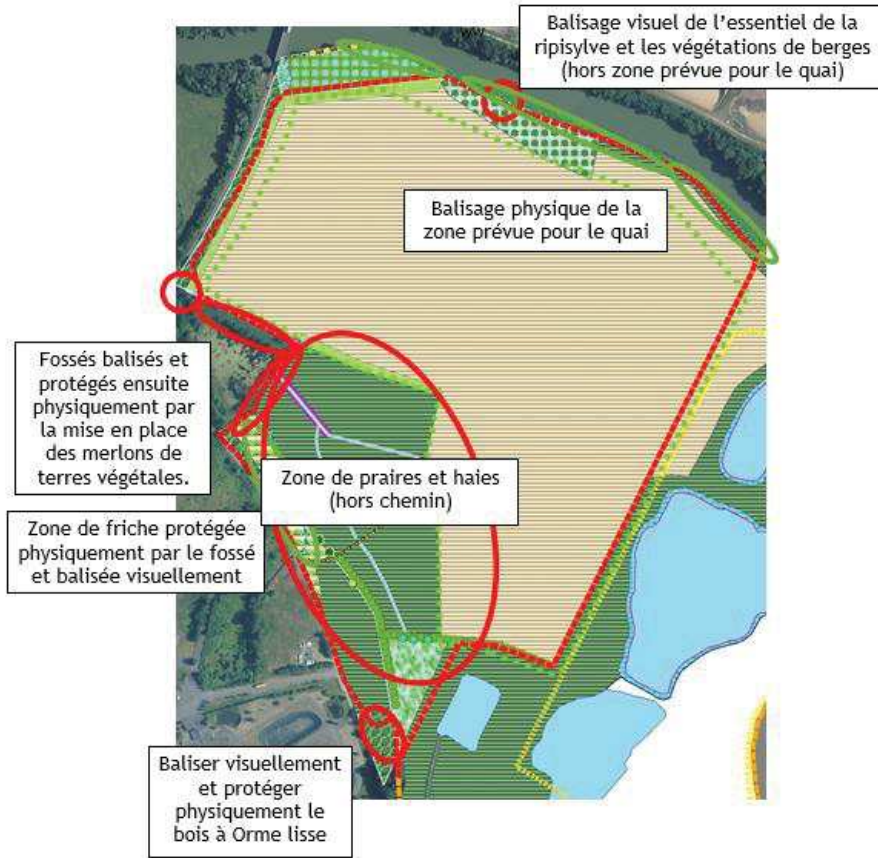 Balisage visuel de l’essentiel de la
ripisylve et les végétations de berges
(hors zone prévue pour le quai)
Balisage physique de la
zone prévue pour le quai
Fossés balisés et
protégés ensuite
physiquement par
la mise en place
des merlons de
terres végétales.
Zone de praires et haies
(hors chemin)
Zone de friche protégée
physiquement par le fossé
et balisée visuellement
Baliser visuellement
et protéger
physiquement le
bois à Orme lisse